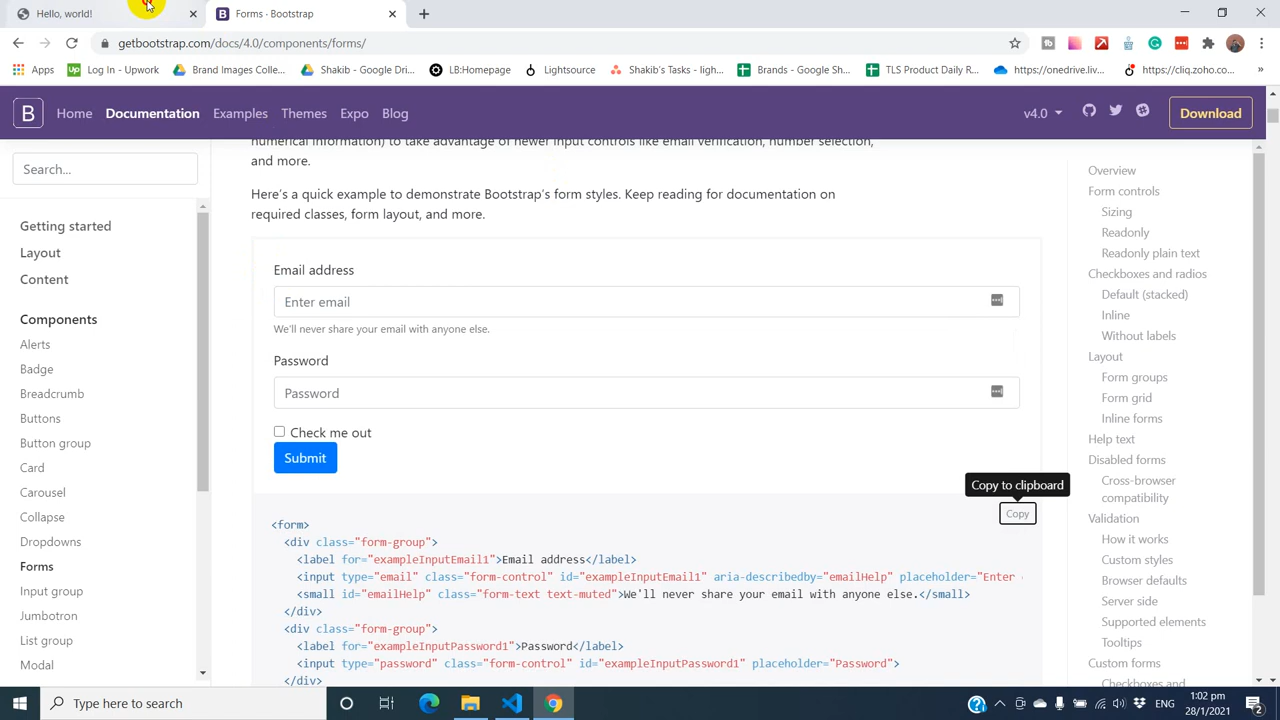 Hello, world!
Forms · Bootstrap
getbootstrap.com/docs/4.0/components/forms/
Apps
Log In - Upwork
Brand Images Colle...
Shakib - Google Dri...
LB:Homepage
Lightsource
Shakib's Tasks - ligh...
Brands - Google Sh...
TLS Product Daily R...
https://onedrive.liv...
https://cliq.zoho.co...
»
B
Home
Documentation
Examples
Themes
Expo
Blog
v4.0
Download
Search...
Getting started
Layout
Content
Components
Alerts
Badge
Breadcrumb
Buttons
Button group
Card
Carousel
Collapse
Dropdowns
Forms
Input group
Jumbotron
List group
Modal
numerical information) to take advantage of newer input controls like email verification, number selection,
and more.
Here's a quick example to demonstrate Bootstrap's form styles. Keep reading for documentation on
required classes, form layout, and more.
Email address
Enter email
We'll never share your email with anyone else.
Password
Password
Check me out
Submit
Copy to clipboard
Copy
<form>
<div class="form-group">
<label for="exampleInputEmail1">Email address</label>
<input type="email" class="form-control" id="exampleInputEmail1" aria-describedby="emailHelp" placeholder="Enter
<small id="emailHelp" class="form-text text-muted">We'll never share your email with anyone else.</small>
</div>
<div class="form-group">
<label for="exampleInputPassword1">Password</label>
<input type="password" class="form-control" id="exampleInputPassword1" placeholder="Password">
</div>
Overview
Form controls
Sizing
Readonly
Readonly plain text
Checkboxes and radios
Default (stacked)
Inline
Without labels
Layout
Form groups
Form grid
Inline forms
Help text
Disabled forms
Cross-browser
compatibility
Validation
How it works
Custom styles
Browser defaults
Server side
Supported elements
Tooltips
Custom forms
Checkboxes and
Type here to search
ENG
1:02 pm
28/1/2021
2